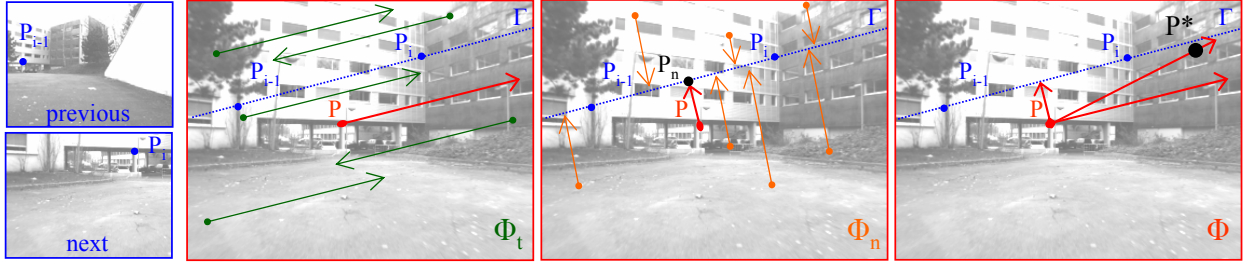 P_{i-1}
previous
P_i
next
Γ
P_i
P_{i-1}
P
Φ_t
Γ
P_i
P_n
P_{i-1}
P
Φ_n
P*
Γ
P_i
P_{i-1}
P
Φ